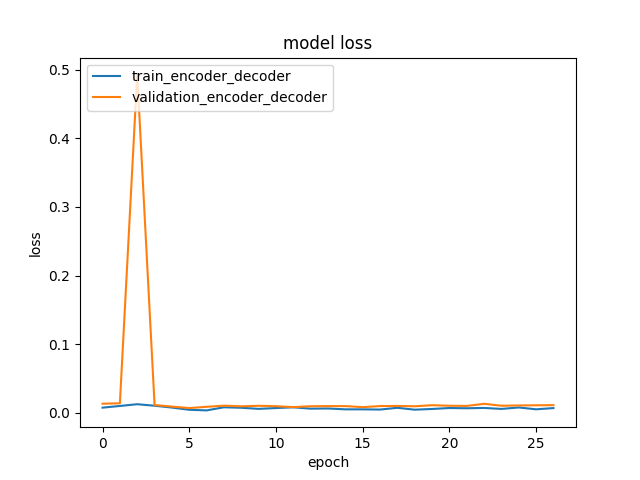 model loss
train_encoder_decoder
validation_encoder_decoder
0.5
0.4
0.3
0.2
0.1
0.0
loss
0 5 10 15 20 25
epoch